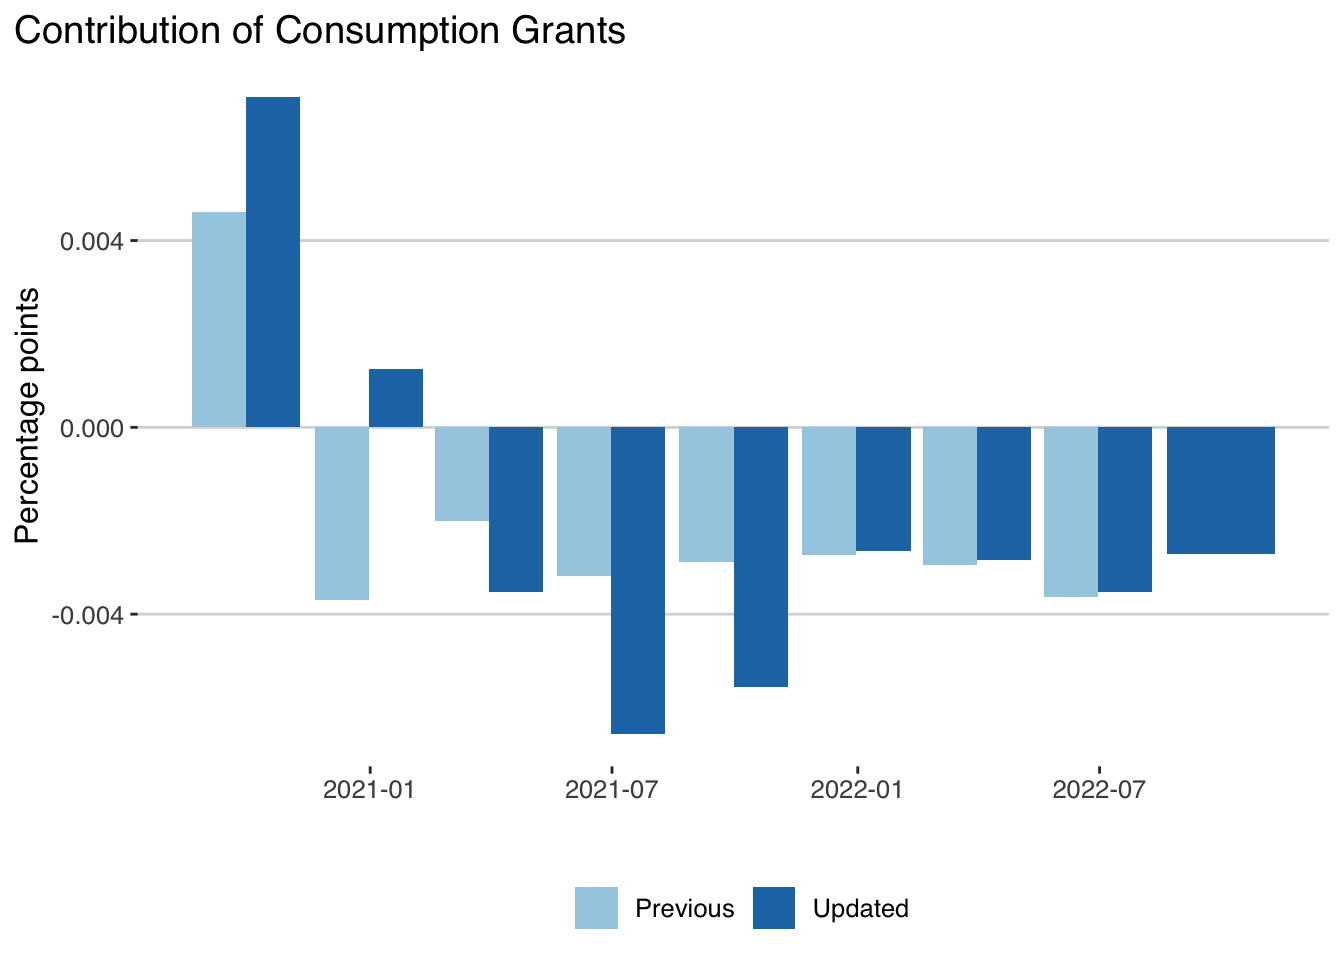 Contribution of Consumption Grants
Percentage points
0.004
0.000
-0.004
2021-01
2021-07
2022-01
2022-07
Previous
Updated